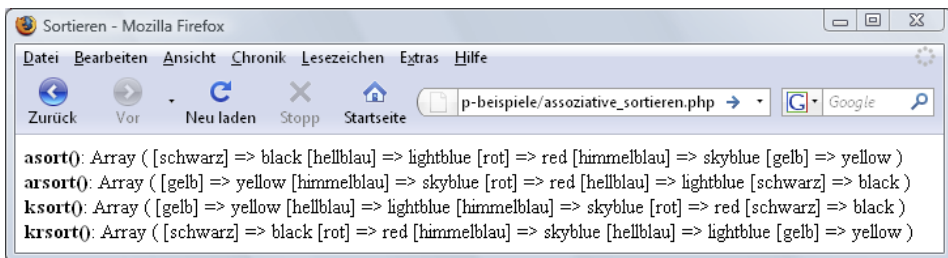 Sortieren - Mozilla Firefox
Datei Bearbeiten Ansicht Chronik Lesezeichen Extras Hilfe
Zurück Vor Neu laden Stopp Startseite p-beispiele/assoziative_sortieren.php G Google
asort(): Array ( [schwarz] => black [hellblau] => lightblue [rot] => red [himmelblau] => skyblue [gelb] => yellow )
arsort(): Array ( [gelb] => yellow [himmelblau] => skyblue [rot] => red [hellblau] => lightblue [schwarz] => black )
ksort(): Array ( [gelb] => yellow [hellblau] => lightblue [himmelblau] => skyblue [rot] => red [schwarz] => black )
krsort(): Array ( [schwarz] => black [rot] => red [himmelblau] => skyblue [hellblau] => lightblue [gelb] => yellow )